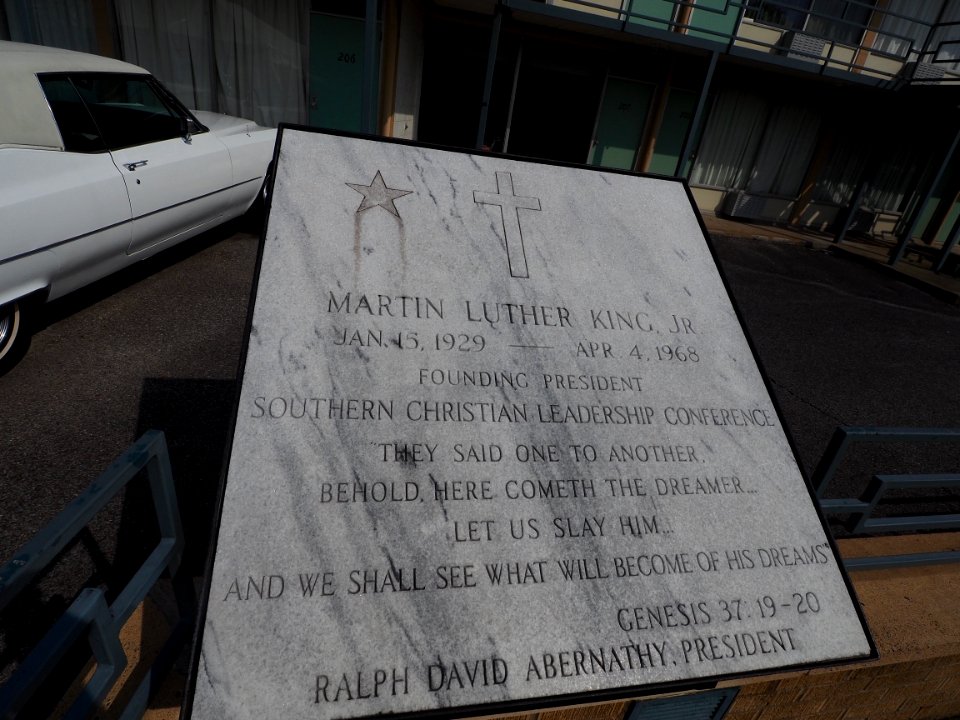 206
207
MARTIN LUTHER KING, JR.
JAN. 15, 1929 — APR. 4, 1968
FOUNDING PRESIDENT
SOUTHERN CHRISTIAN LEADERSHIP CONFERENCE
"THEY SAID ONE TO ANOTHER,
BEHOLD, HERE COMETH THE DREAMER...
LET US SLAY HIM...
AND WE SHALL SEE WHAT WILL BECOME OF HIS DREAMS"
GENESIS 37: 19-20
RALPH DAVID ABERNATHY, PRESIDENT